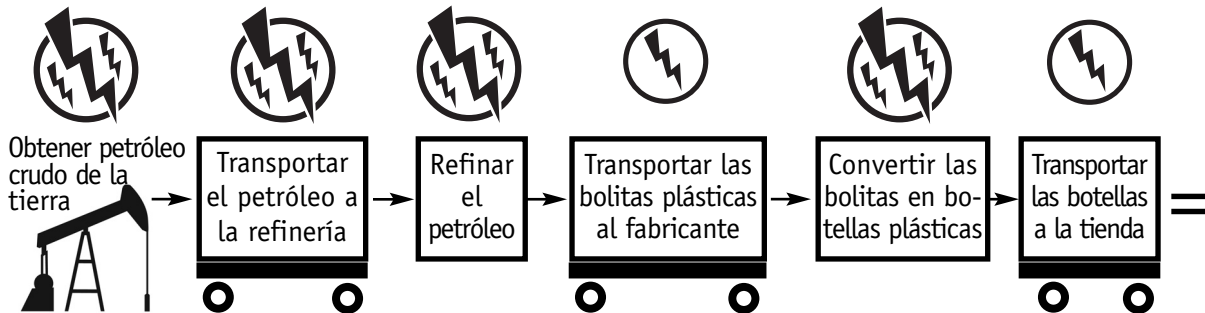 Obtener petróleo
crudo de la
tierra
Transportar
el petróleo a
la refinería
Refinar
el
petróleo
Transportar las
bolitas plásticas
al fabricante
Convertir las
bolitas en bo-
tellas plásticas
Transportar
las botellas
a la tienda
=